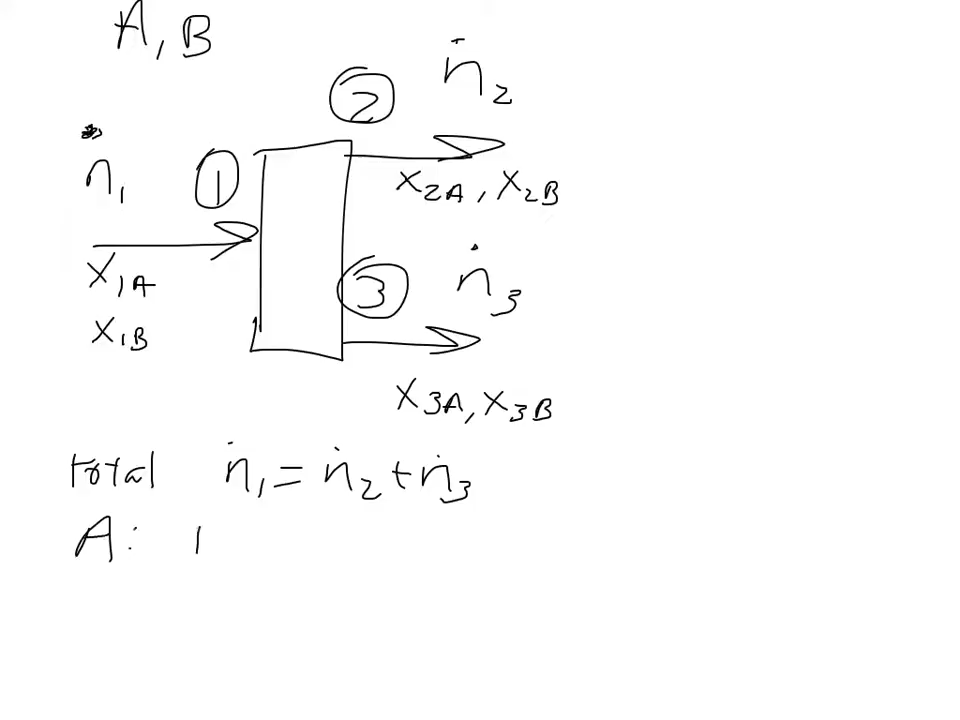 A, B
② ṅ₂
ṅ₁ ①
x₂A, x₂B
x₁A
x₁B
③ ṅ₃
x₃A, x₃B
total ṅ₁ = ṅ₂ + ṅ₃
A: